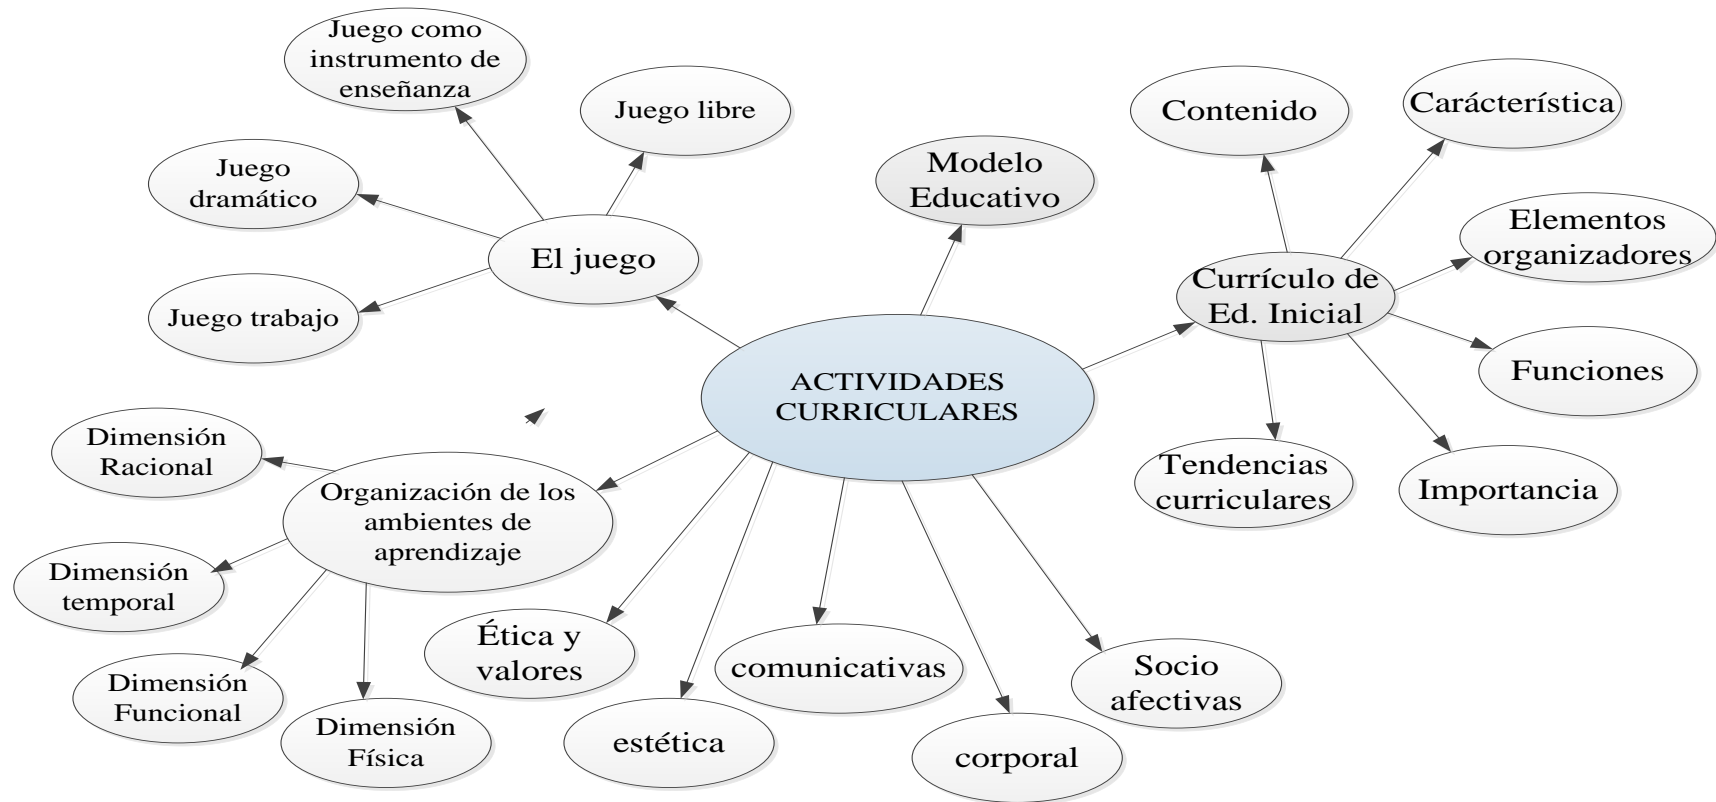 Juego como
instrumento de
enseñanza
Juego libre
Contenido
Carácterística
Juego
dramático
Modelo
Educativo
Elementos
organizadores
El juego
Currículo de
Ed. Inicial
Juego trabajo
Funciones
ACTIVIDADES
CURRICULARES
Dimensión
Racional
Tendencias
curriculares
Importancia
Organización de los
ambientes de
aprendizaje
Dimensión
temporal
Ética y
valores
comunicativas
Socio
afectivas
Dimensión
Funcional
Dimensión
Física
estética
corporal